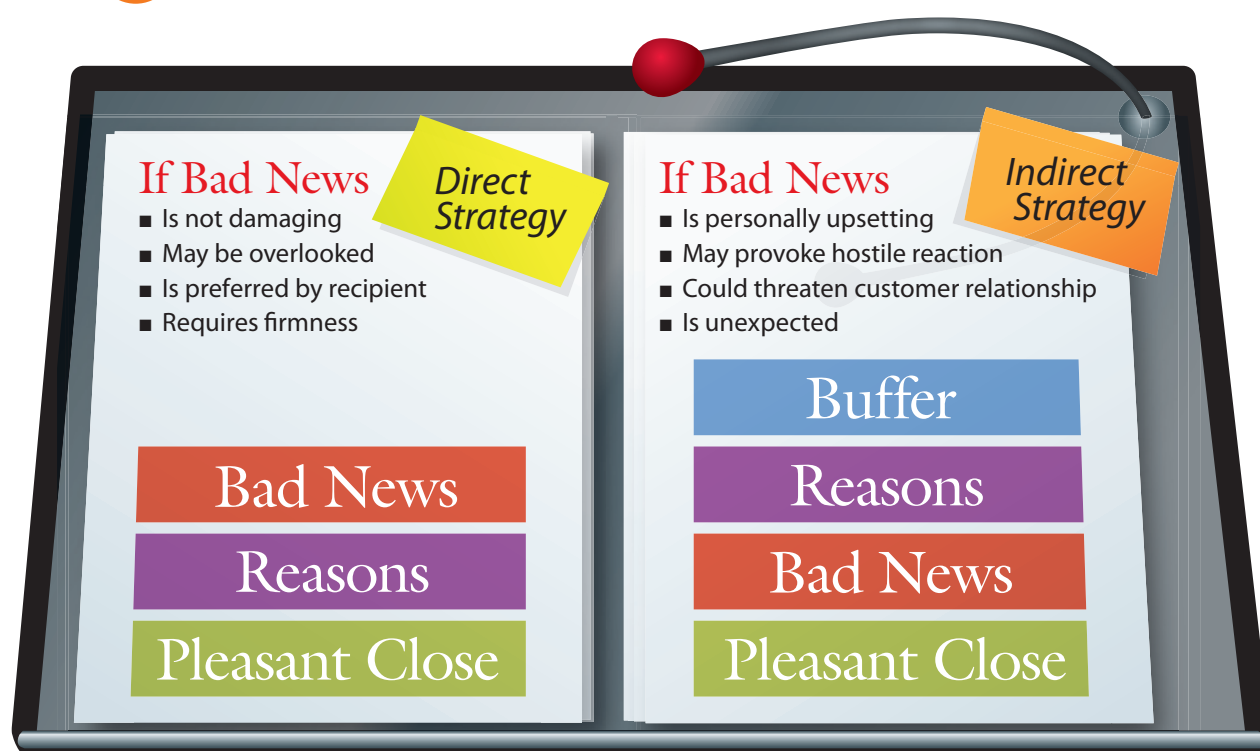 If Bad News
Direct
Strategy
■ Is not damaging
■ May be overlooked
■ Is preferred by recipient
■ Requires firmness
Bad News
Reasons
Pleasant Close
If Bad News
Indirect
Strategy
■ Is personally upsetting
■ May provoke hostile reaction
■ Could threaten customer relationship
■ Is unexpected
Buffer
Reasons
Bad News
Pleasant Close